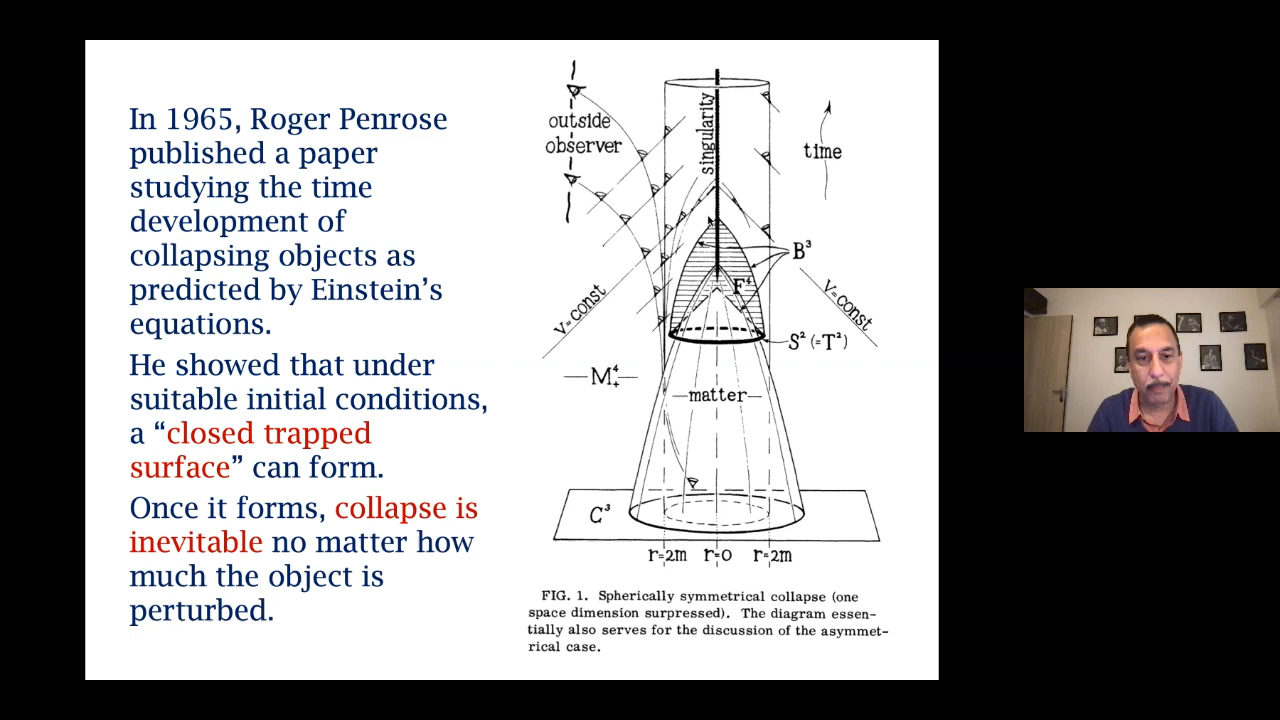 In 1965, Roger Penrose
published a paper
studying the time
development of
collapsing objects as
predicted by Einstein’s
equations.
He showed that under
suitable initial conditions,
a “closed trapped
surface” can form.
Once it forms, collapse is
inevitable no matter how
much the object is
perturbed.
outside
observer
singularity
time
B³
F⁴
v=const
v=const
S² (=T²)
M⁴₊
matter
C³
r=2m r=0 r=2m
FIG. 1. Spherically symmetrical collapse (one
space dimension surpressed). The diagram essen-
tially also serves for the discussion of the asymmet-
rical case.